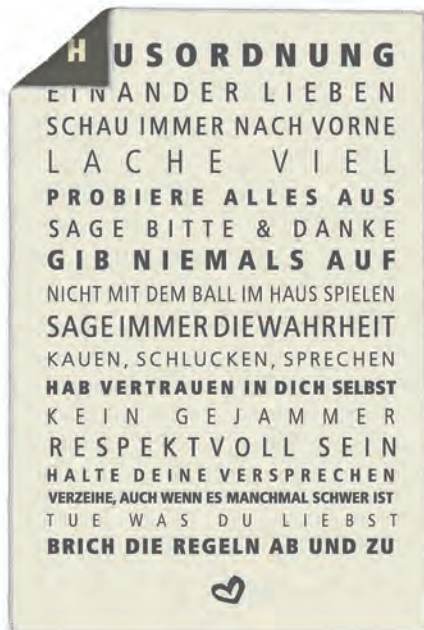 H USORDNUNG
EINANDER LIEBEN
SCHAU IMMER NACH VORNE
LACHE VIEL
PROBIERE ALLES AUS
SAGE BITTE & DANKE
GIB NIEMALS AUF
NICHT MIT DEM BALL IM HAUS SPIELEN
SAGE IMMER DIE WAHRHEIT
KAUEN, SCHLUCKEN, SPRECHEN
HAB VERTRAUEN IN DICH SELBST
KEIN GEJAMMER
RESPEKTVOLL SEIN
HALTE DEINE VERSPRECHEN
VERZEIHE, AUCH WENN ES MANCHMAL SCHWER IST
TUE WAS DU LIEBST
BRICH DIE REGELN AB UND ZU